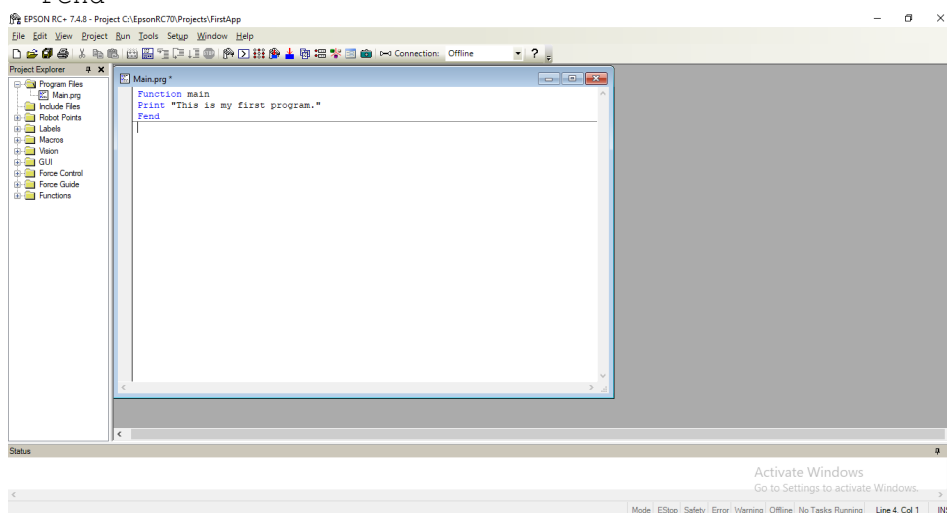 Fend
EPSON RC+ 7.4.8 - Project C:\EpsonRC70\Projects\FirstApp
File Edit View Project Run Tools Setup Window Help
Connection: Offline
Project Explorer
Main.prg *
Program Files
Main.prg
Include Files
Robot Points
Labels
Macros
Vision
GUI
Force Control
Force Guide
Functions
Function main
Print "This is my first program."
Fend
Status
Activate Windows
Go to Settings to activate Windows.
Mode EStop Safety Error Warning Offline No Tasks Running Line 4, Col 1 INS